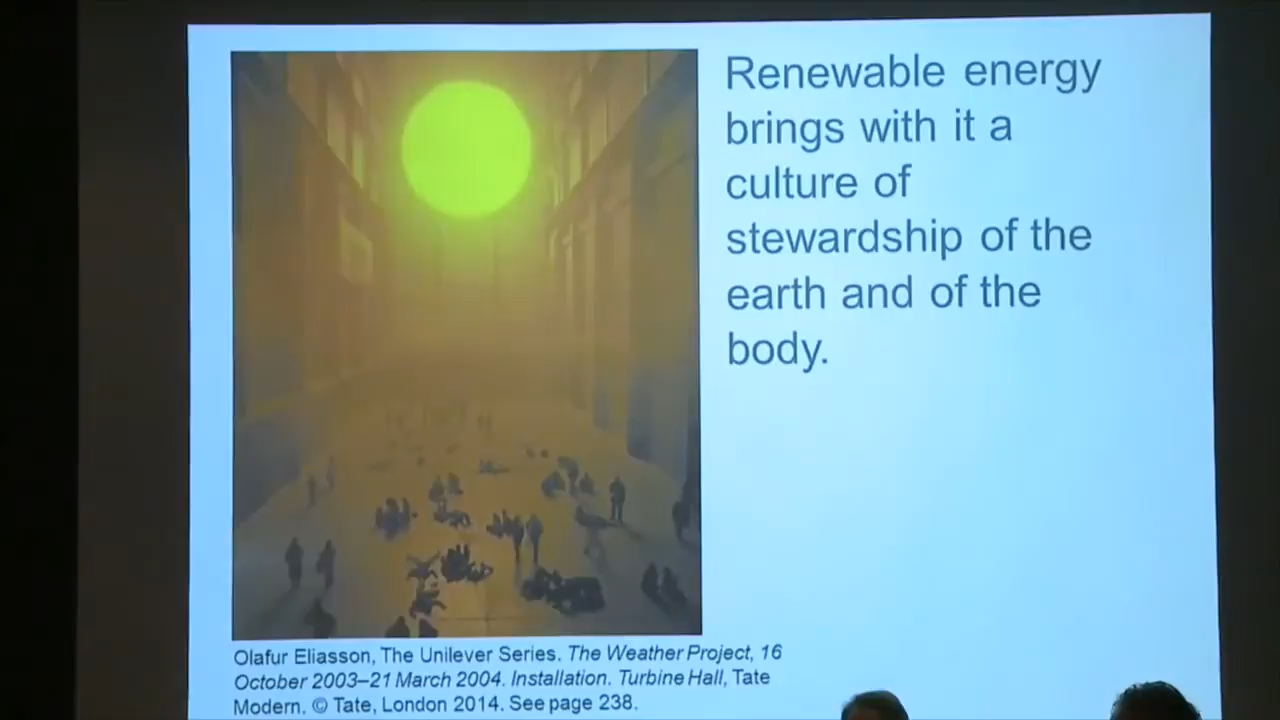 Renewable energy
brings with it a
culture of
stewardship of the
earth and of the
body.
Olafur Eliasson, The Unilever Series. The Weather Project, 16
October 2003–21 March 2004. Installation. Turbine Hall, Tate
Modern. © Tate, London 2014. See page 238.